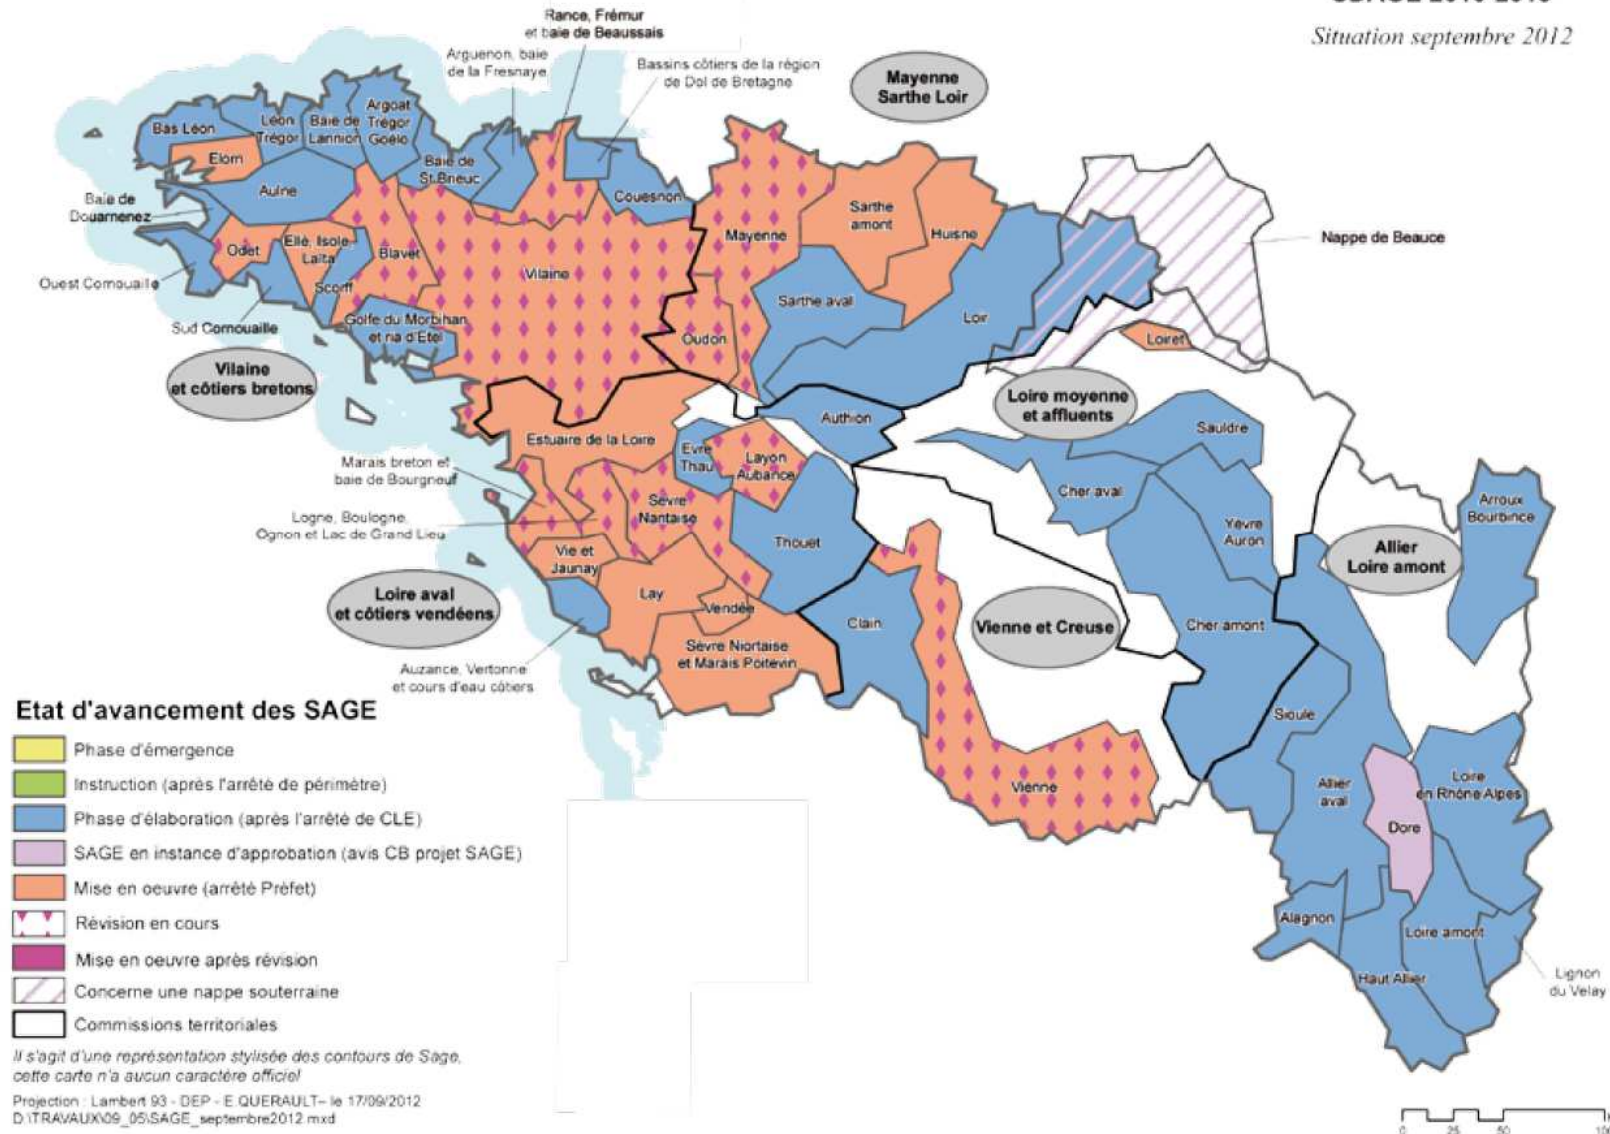 Situation septembre 2012
Rance, Frémur
et baie de Beaussais
Arguenon, baie
de la Fresnaye
Bassins côtiers de la région
de Dol de Bretagne
Mayenne
Sarthe Loir
Bas Léon
Léon
Trégor
Baie de
Lannion
Argoat
Trégor
Goëlo
Elorn
Aulne
Baie de
St Brieuc
Couesnon
Baie de
Douarnenez
Odet
Ellé, Isole,
Laïta
Scorff
Blavet
Vilaine
Mayenne
Sarthe
amont
Huisne
Nappe de Beauce
Ouest Cornouaille
Sud Cornouaille
Golfe du Morbihan
et ria d'Etel
Oudon
Sarthe aval
Loir
Loiret
Vilaine
et côtiers bretons
Loire moyenne
et affluents
Authion
Sauldre
Estuaire de la Loire
Evre
Thau
Layon
Aubance
Marais breton et
baie de Bourgneuf
Cher aval
Arroux
Bourbince
Logne, Boulogne,
Ognon et Lac de Grand Lieu
Sèvre
Nantaise
Thouet
Yèvre
Auron
Allier
Loire amont
Vie et
Jaunay
Loire aval
et côtiers vendéens
Lay
Vendée
Clain
Vienne et Creuse
Cher amont
Sèvre Niortaise
et Marais Poitevin
Auzance, Vertonne
et cours d'eau côtiers
Sioule
Vienne
Allier
aval
Loire
en Rhône Alpes
Dore
Alagnon
Loire amont
Haut Allier
Lignon
du Velay
Etat d'avancement des SAGE
Phase d'émergence
Instruction (après l'arrêté de périmètre)
Phase d'élaboration (après l'arrêté de CLE)
SAGE en instance d'approbation (avis CB projet SAGE)
Mise en oeuvre (arrêté Préfet)
Révision en cours
Mise en oeuvre après révision
Concerne une nappe souterraine
Commissions territoriales
Il s'agit d'une représentation stylisée des contours de Sage,
cette carte n'a aucun caractère officiel
Projection : Lambert 93 - DEP - E.QUERAULT- le 17/09/2012
D:\TRAVAUX\09_05\SAGE_septembre2012.mxd
0 25 50